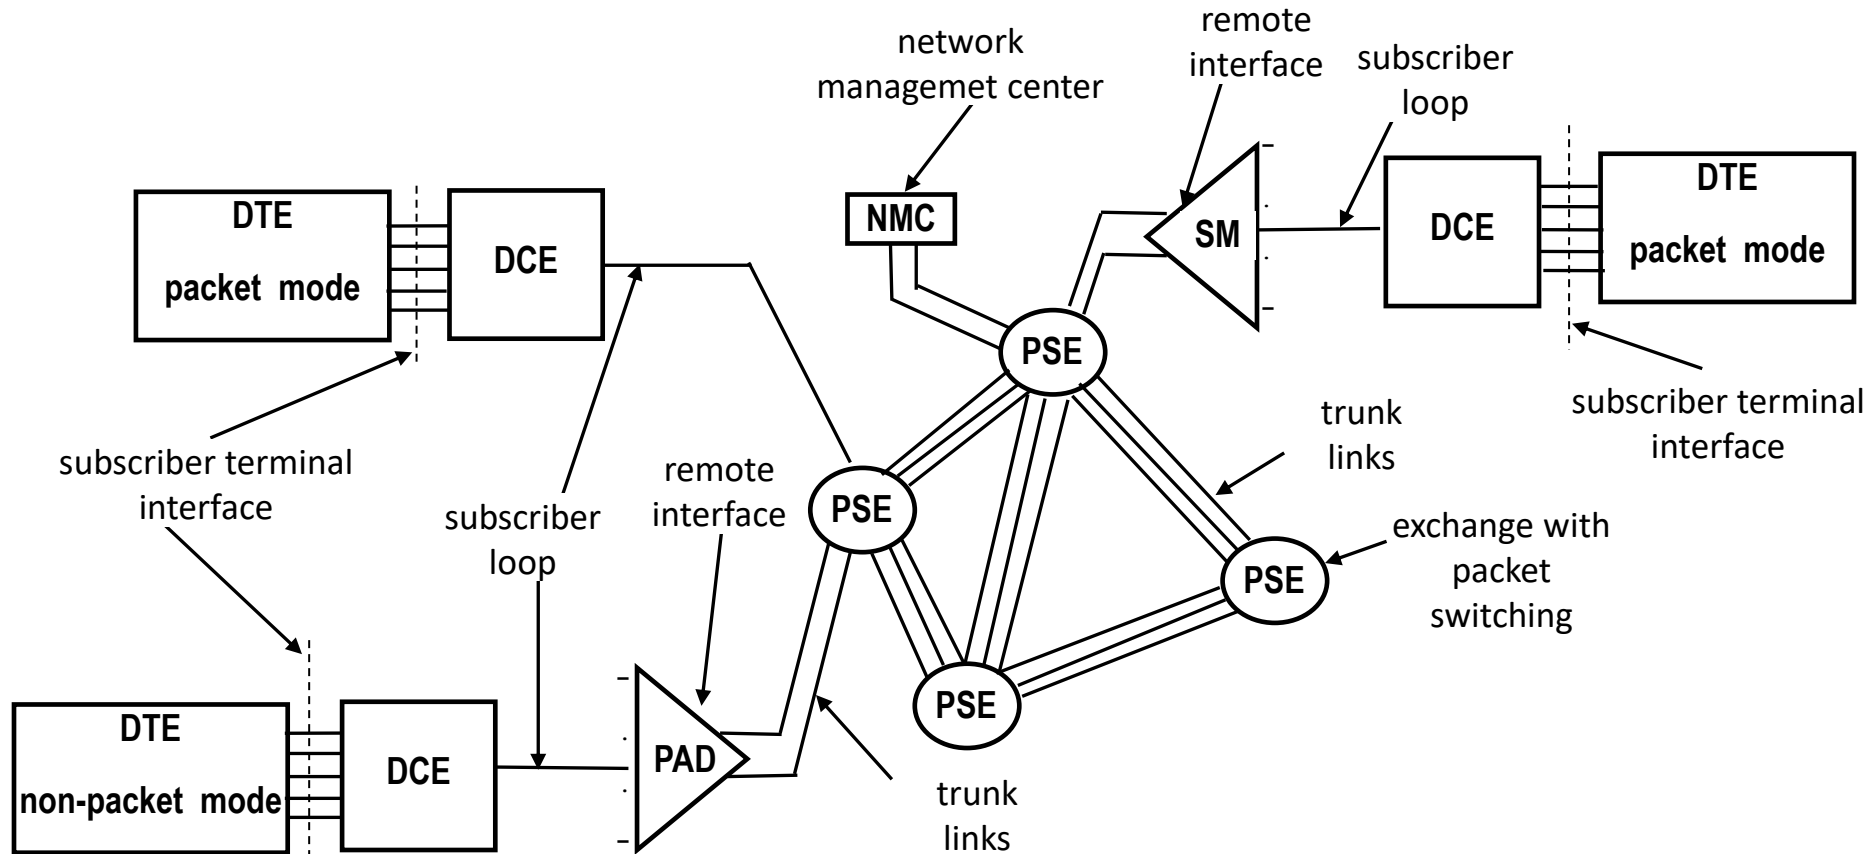 remote
interface
network
managemet center
subscriber
loop
DTE
packet mode
DCE
NMC
SM
DCE
DTE
packet mode
PSE
subscriber terminal
interface
trunk
links
subscriber terminal
interface
remote
interface
subscriber
loop
PSE
exchange with
packet
switching
PSE
PSE
DTE
non-packet mode
DCE
PAD
trunk
links